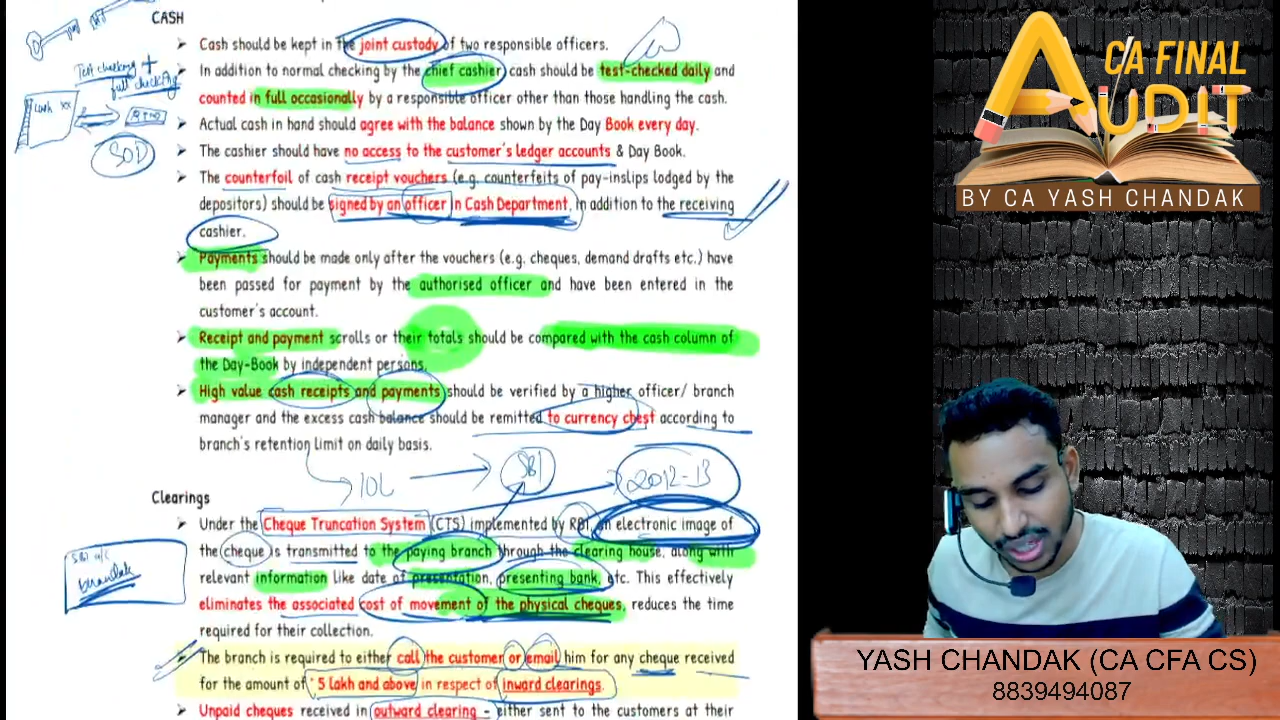 CASH
➤ Cash should be kept in the joint custody of two responsible officers.
➤ In addition to normal checking by the chief cashier cash should be test-checked daily and
counted in full occasionally by a responsible officer other than those handling the cash.
➤ Actual cash in hand should agree with the balance shown by the Day Book every day.
➤ The cashier should have no access to the customer's ledger accounts & Day Book.
➤ The counterfoil of cash receipt vouchers (e.g. counterfeits of pay-inslips lodged by the
depositors) should be signed by an officer in Cash Department, in addition to the receiving
cashier.
Payments should be made only after the vouchers (e.g. cheques, demand drafts etc.) have
been passed for payment by the authorised officer and have been entered in the
customer's account.
➤ Receipt and payment scrolls or their totals should be compared with the cash column of
the Day-Book by independent persons.
➤ High value cash receipts and payments should be verified by a higher officer/ branch
manager and the excess cash balance should be remitted to currency chest according to
branch's retention limit on daily basis.
Test checking +
full checking
Cash xx
SOD
10L
SBI
2012-13
Clearings
➤ Under the Cheque Truncation System (CTS) implemented by RBI, an electronic image of
the cheque is transmitted to the paying branch through the clearing house, along with
relevant information like date of presentation, presenting bank, etc. This effectively
eliminates the associated cost of movement of the physical cheques, reduces the time
required for their collection.
➤ The branch is required to either call the customer or email him for any cheque received
for the amount of ` 5 lakh and above in respect of inward clearings.
➤ Unpaid cheques received in outward clearing – either sent to the customers at their
SBI a/c
CA FINAL
AUDIT
BY CA YASH CHANDAK
YASH CHANDAK (CA CFA CS)
8839494087